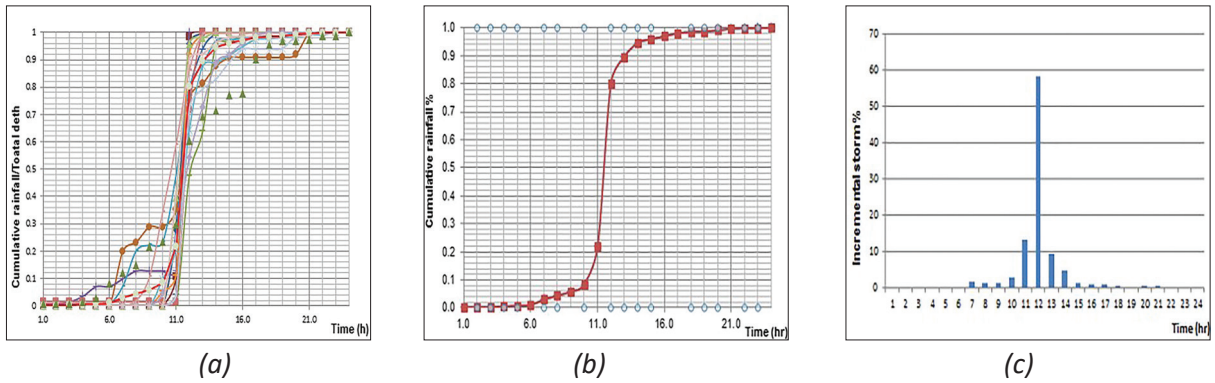 Cumulative rainfall/Toatal deth
1
0.9
0.8
0.7
0.6
0.5
0.4
0.3
0.2
0.1
0
1.0 6.0 11.0 16.0 21.0
Time (h)
(a)
Cumulative rainfall %
1.0
0.9
0.8
0.7
0.6
0.5
0.4
0.3
0.2
0.1
0.0
1.0 6.0 11.0 16.0 21.0
Time (hr)
(b)
Incremental storm %
70
60
50
40
30
20
10
0
1 2 3 4 5 6 7 8 9 10 11 12 13 14 15 16 17 18 19 20 21 22 23 24
Time (hr)
(c)